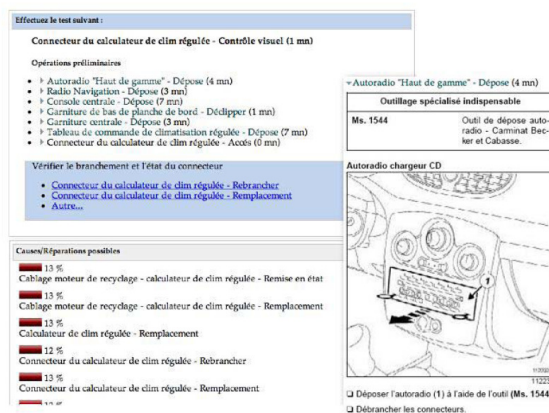 Effectuez le test suivant :
Connecteur du calculateur de clim régulée - Contrôle visuel (1 mn)
Opérations préliminaires
Autoradio "Haut de gamme" - Dépose (4 mn)
Radio Navigation - Dépose (3 mn)
Console centrale - Dépose (7 mn)
Garniture de bas de planche de bord - Déclipper (1 mn)
Garniture centrale - Dépose (3 mn)
Tableau de commande de climatisation régulée - Dépose (7 mn)
Connecteur du calculateur de clim régulée - Accés (0 mn)
Vérifier le branchement et l'état du connecteur
Connecteur du calculateur de clim régulée - Rebrancher
Connecteur du calculateur de clim régulée - Remplacement
Autre...
Causes/Réparations possibles
13 %
Cablage moteur de recyclage - calculateur de clim régulée - Remise en état
13 %
Cablage moteur de recyclage - calculateur de clim régulée - Remplacement
13 %
Calculateur de clim régulée - Remplacement
12 %
Connecteur du calculateur de clim régulée - Rebrancher
13 %
Connecteur du calculateur de clim régulée - Remplacement
Autoradio "Haut de gamme" - Dépose (4 mn)
Outillage spécialisé indispensable
Ms. 1544 Outil de dépose auto-
radio - Carminat Bec-
ker et Cabasse.
Autoradio chargeur CD
1
❏ Déposer l'autoradio (1) à l'aide de l'outil (Ms. 1544
❏ Débrancher les connecteurs.